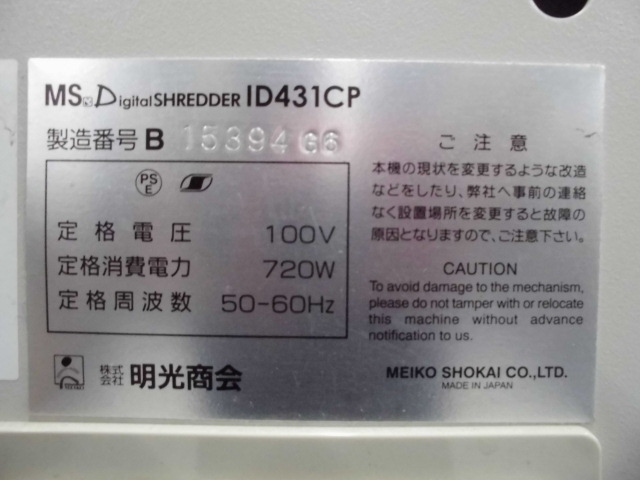 MS DigitalSHREDDER ID431CP
製造番号 B 15394 G6
PS
E
定格電圧 100V
定格消費電力 720W
定格周波数 50-60Hz
株式会社 明光商会
ご注意
本機の現状を変更するような改造
などをしたり、弊社へ事前の連絡
なく設置場所を変更すると故障の
原因となりますので、ご注意下さい。
CAUTION
To avoid damage to the mechanism,
please do not tamper with or relocate
this machine without advance
notification to us.
MEIKO SHOKAI CO.,LTD.
MADE IN JAPAN